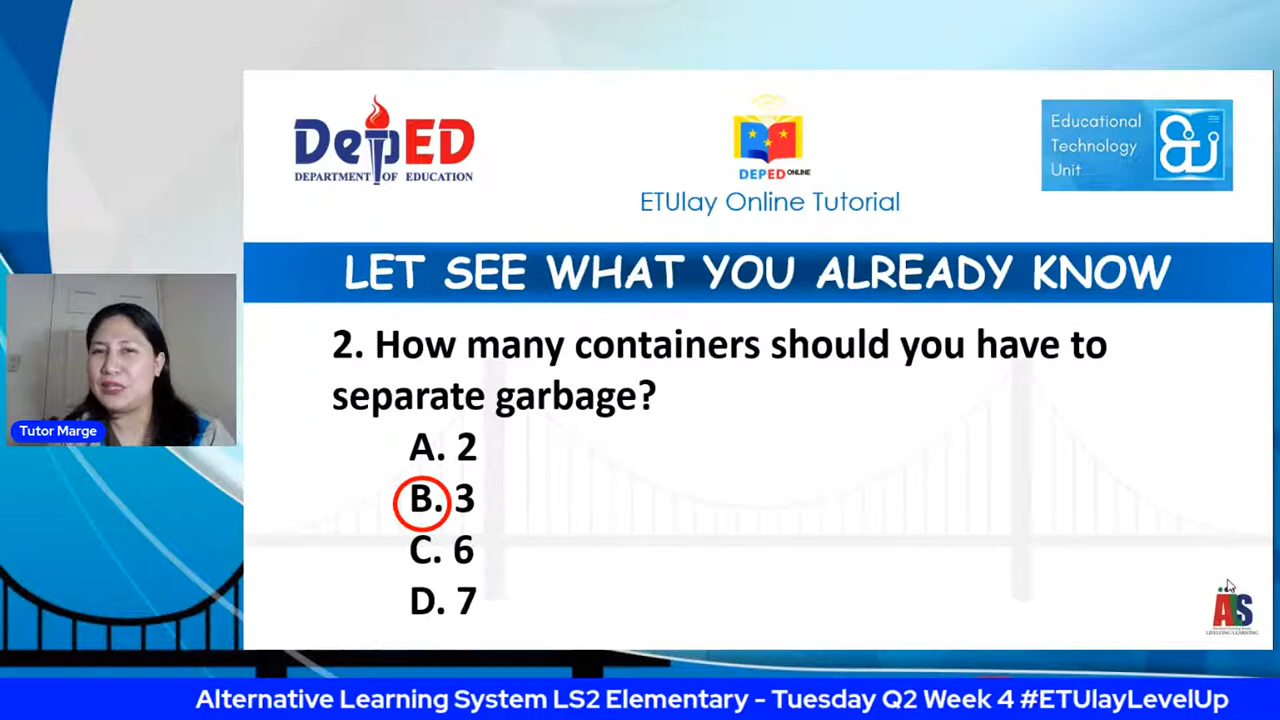 DepED
DEPARTMENT OF EDUCATION
DEPED ONLINE
ETUlay Online Tutorial
Educational
Technology
Unit
LET SEE WHAT YOU ALREADY KNOW
2. How many containers should you have to
separate garbage?
A. 2
B. 3
C. 6
D. 7
Tutor Marge
ALS
LIFELONG LEARNING
Alternative Learning System LS2 Elementary - Tuesday Q2 Week 4 #ETUlayLevelUp